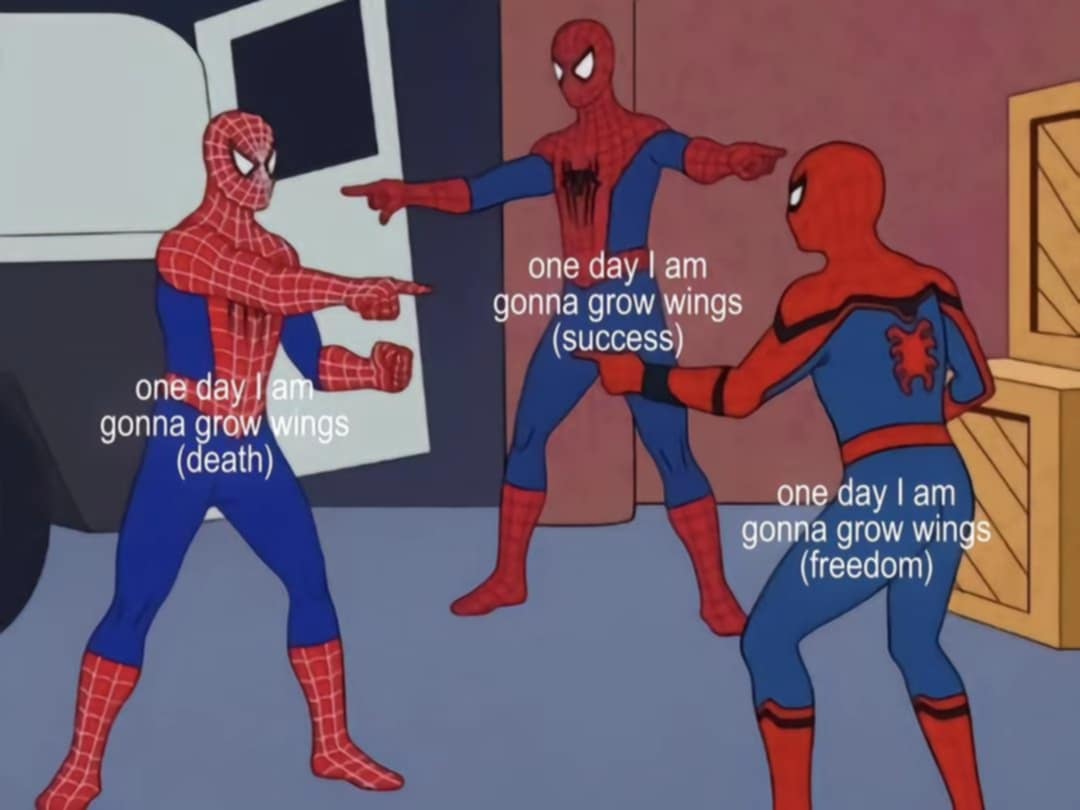 one day I am
gonna grow wings
(death)
one day I am
gonna grow wings
(success)
one day I am
gonna grow wings
(freedom)